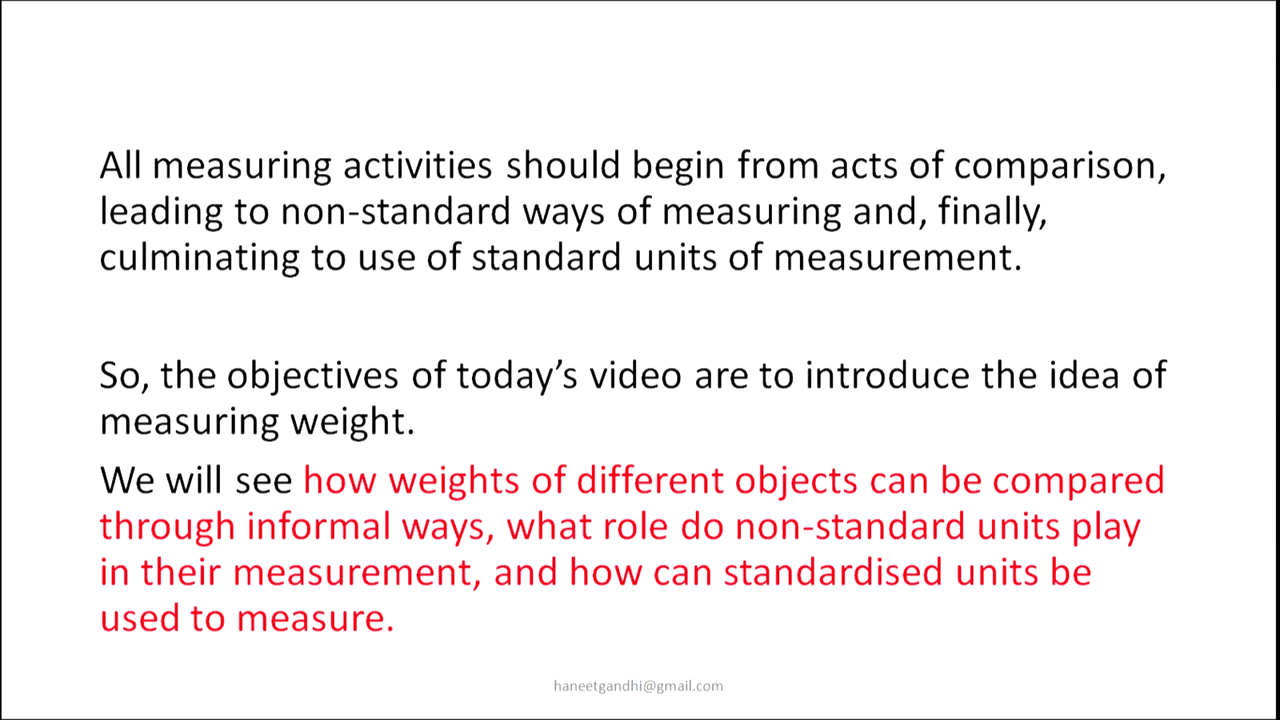 All measuring activities should begin from acts of comparison,
leading to non-standard ways of measuring and, finally,
culminating to use of standard units of measurement.
So, the objectives of today’s video are to introduce the idea of
measuring weight.
We will see how weights of different objects can be compared
through informal ways, what role do non-standard units play
in their measurement, and how can standardised units be
used to measure.
haneetgandhi@gmail.com